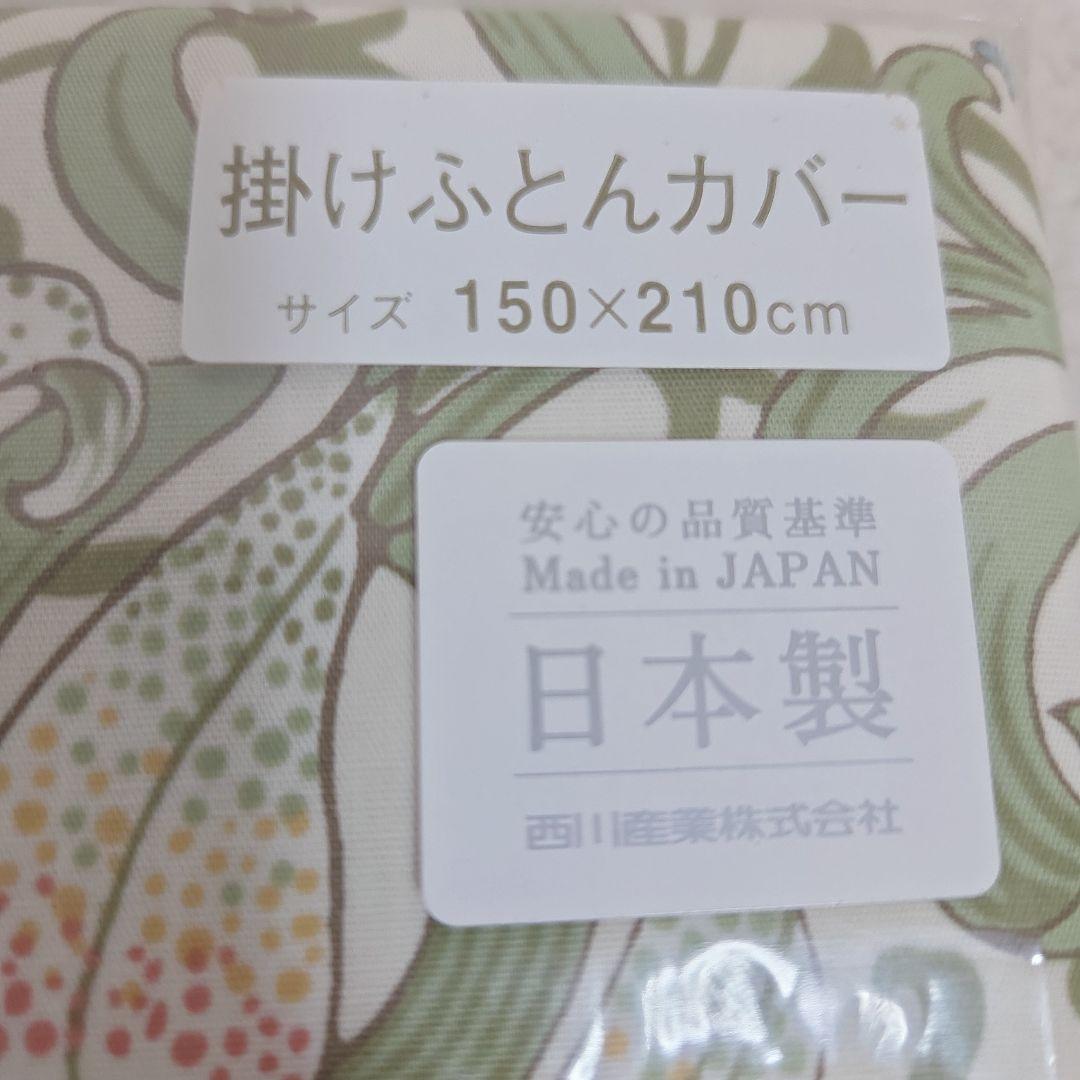 掛けふとんカバー
サイズ 150×210cm
安心の品質基準
Made in JAPAN
日本製
西川産業株式会社